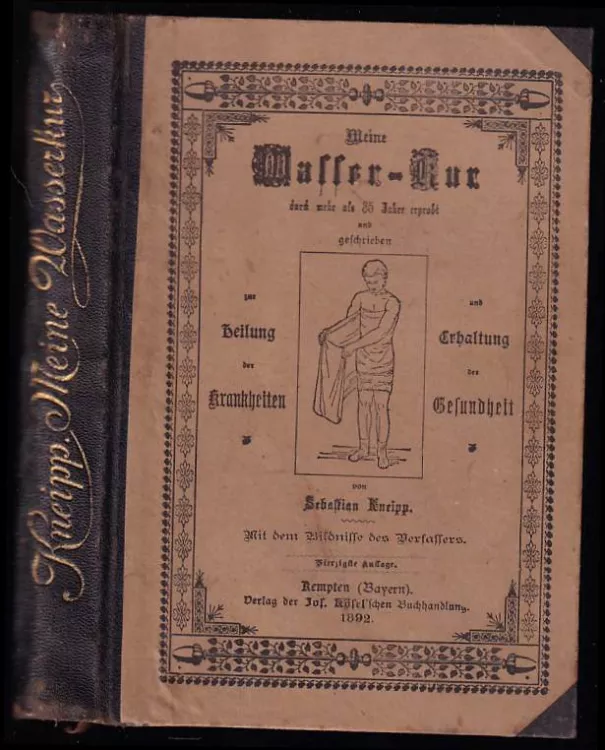 Kneipp. Meine Wasserkur.
Meine
Wasser-Kur
durch mehr als 35 Jahre erprobt
und
geschrieben
zur
Heilung
der
Krankheiten
und
Erhaltung
der
Gesundheit
von
Sebastian Kneipp.
Mit dem Bildnisse des Verfassers.
Vierzigste Auflage.
Kempten (Bayern).
Verlag der Jos. Kösel'schen Buchhandlung.
1892.